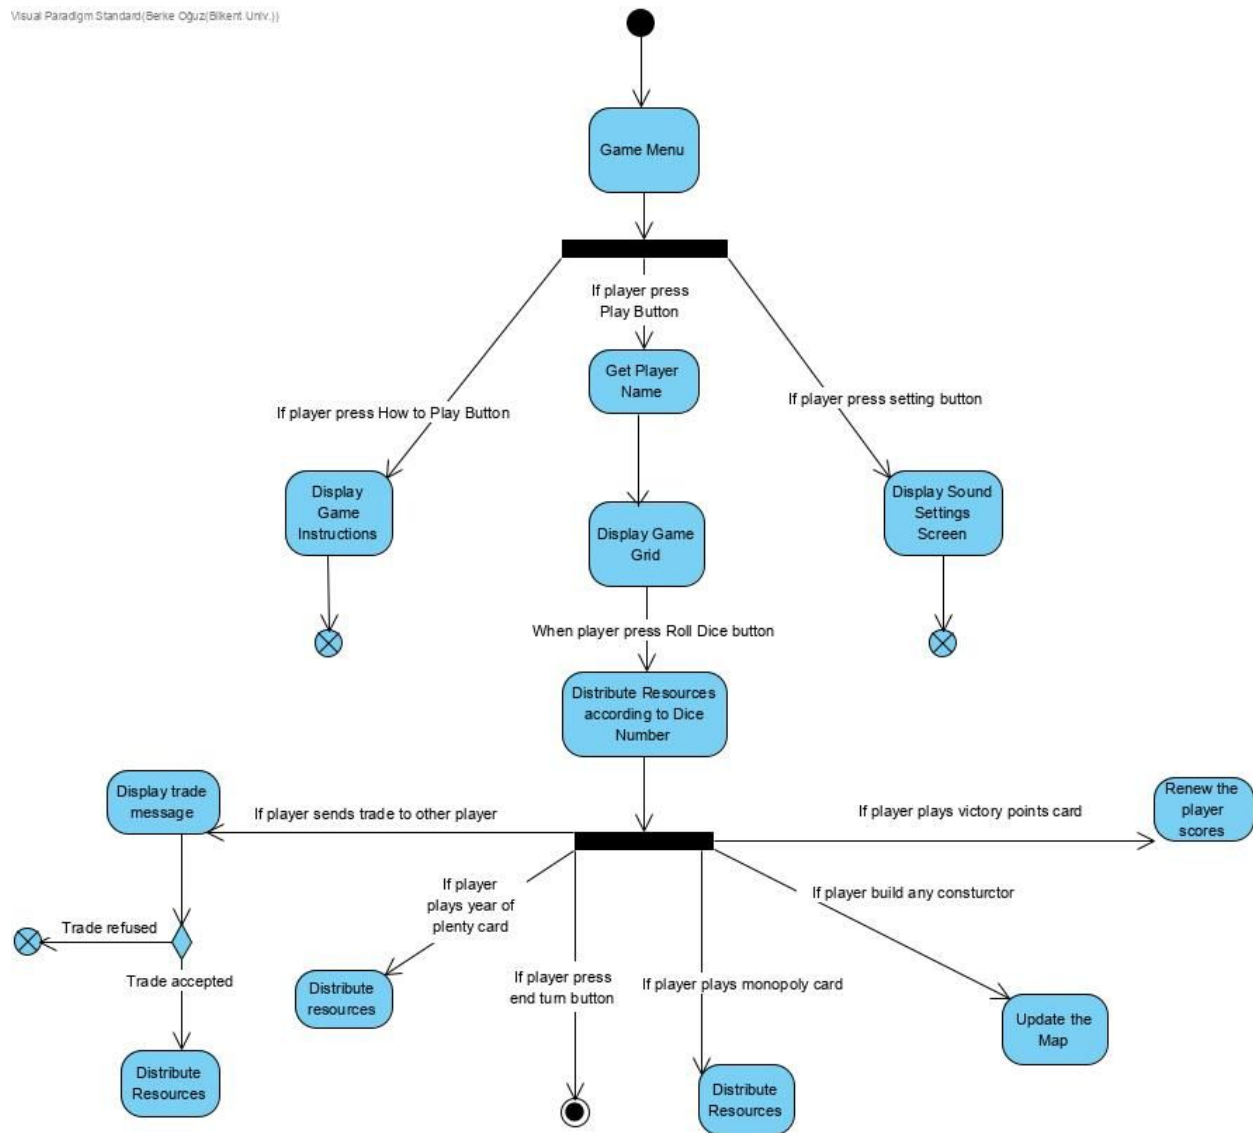 Visual Paradigm Standard(Berke Oğuz(Bilkent Univ.))
Game Menu
If player press
Play Button
Get Player
Name
If player press How to Play Button
If player press setting button
Display
Game
Instructions
Display Game
Grid
Display Sound
Settings
Screen
When player press Roll Dice button
Distribute Resources
according to Dice
Number
Display trade
message
If player sends trade to other player
If player plays victory points card
Renew the
player
scores
If player
plays year of
plenty card
If player build any consturctor
Trade refused
Trade accepted
Distribute
resources
If player press
end turn button
If player plays monopoly card
Update the
Map
Distribute
Resources
Distribute
Resources